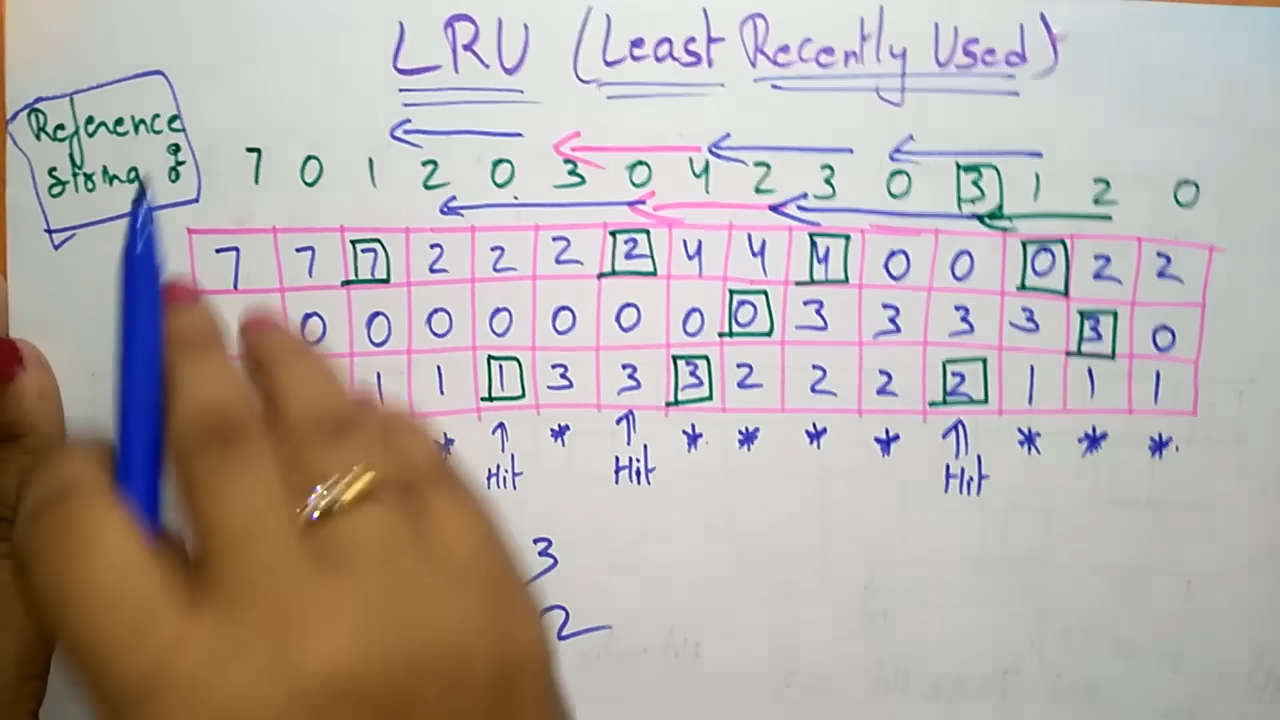 LRU (Least Recently Used)
Reference
String :
7 0 1 2 0 3 0 4 2 3 0 3 1 2 0
7 7 7 2 2 2 2 4 4 4 0 0 0 2 2
0 0 0 0 0 0 0 0 3 3 3 3 3 0
1 1 1 3 3 3 2 2 2 2 1 1 1
* Hit * Hit * * * * Hit * * *
3
2